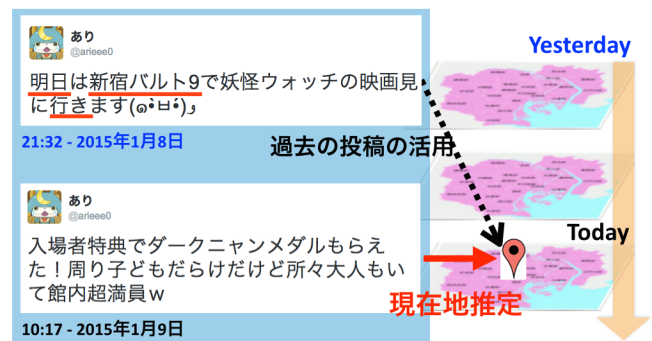 あり
@arieee0
明日は新宿バルト9で妖怪ウォッチの映画見
に行きます(๑•̀ㅂ•́)و
21:32 - 2015年1月8日
過去の投稿の活用
あり
@arieee0
入場者特典でダークニャンメダルもらえ
た！周り子どもだらけだけど所々大人もい
て館内超満員ｗ
10:17 - 2015年1月9日
Yesterday
Today
現在地推定